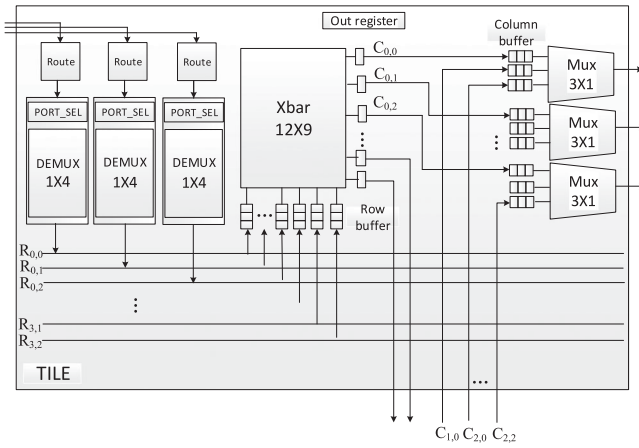 Out register
Column
buffer
Route
Route
Route
C0,0
C0,1
C0,2
Mux
3X1
Xbar
12X9
PORT_SEL
PORT_SEL
PORT_SEL
DEMUX
1X4
DEMUX
1X4
DEMUX
1X4
Mux
3X1
Mux
3X1
Row
buffer
R0,0
R0,1
R0,2
R3,1
R3,2
TILE
C1,0 C2,0 C2,2